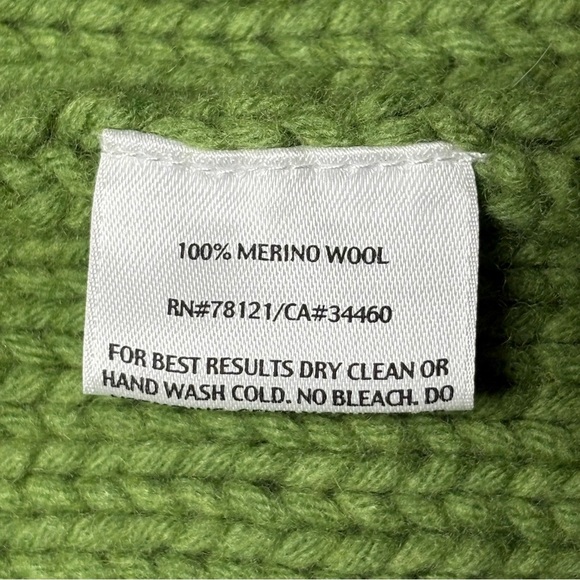 100% MERINO WOOL
RN#78121/CA#34460
FOR BEST RESULTS DRY CLEAN OR
HAND WASH COLD. NO BLEACH. DO